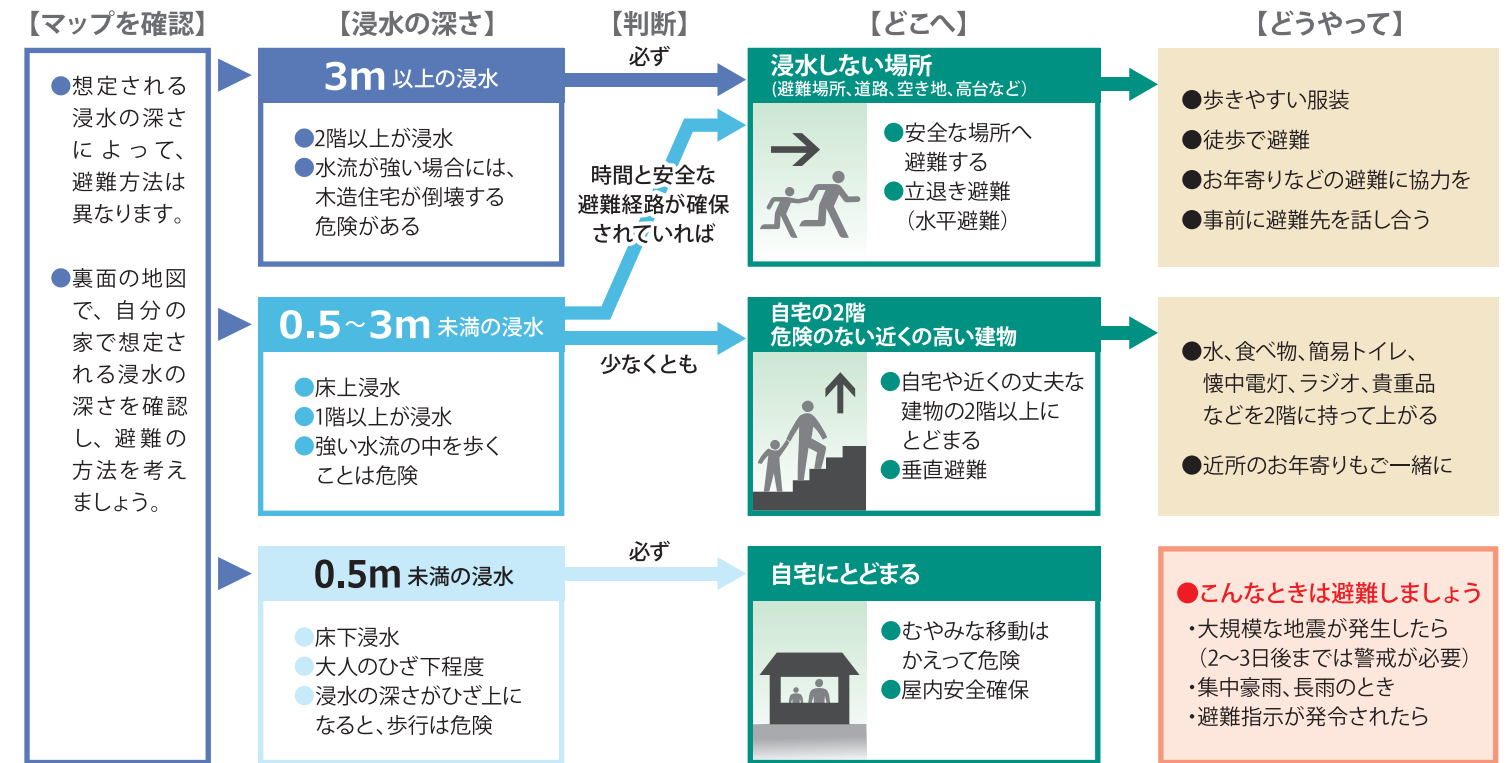 【マップを確認】
●想定される
浸水の深さ
によって、
避難方法は
異なります。
●裏面の地図
で、自分の
家で想定さ
れる浸水の
深さを確認
し、避難の
方法を考え
ましょう。
【浸水の深さ】
3m以上の浸水
●2階以上が浸水
●水流が強い場合には、
木造住宅が倒壊する
危険がある
0.5～3m未満の浸水
●床上浸水
●1階以上が浸水
●強い水流の中を歩く
ことは危険
0.5m未満の浸水
●床下浸水
●大人のひざ下程度
●浸水の深さがひざ上に
なると、歩行は危険
【判断】
必ず
時間と安全な
避難経路が確保
されていれば
少なくとも
必ず
【どこへ】
浸水しない場所
(避難場所、道路、空き地、高台など)
●安全な場所へ
避難する
●立退き避難
（水平避難）
自宅の2階
危険のない近くの高い建物
●自宅や近くの丈夫な
建物の2階以上に
とどまる
●垂直避難
自宅にとどまる
●むやみな移動は
かえって危険
●屋内安全確保
【どうやって】
●歩きやすい服装
●徒歩で避難
●お年寄りなどの避難に協力を
●事前に避難先を話し合う
●水、食べ物、簡易トイレ、
懐中電灯、ラジオ、貴重品
などを2階に持って上がる
●近所のお年寄りもご一緒に
●こんなときは避難しましょう
・大規模な地震が発生したら
（2～3日後までは警戒が必要）
・集中豪雨、長雨のとき
・避難指示が発令されたら